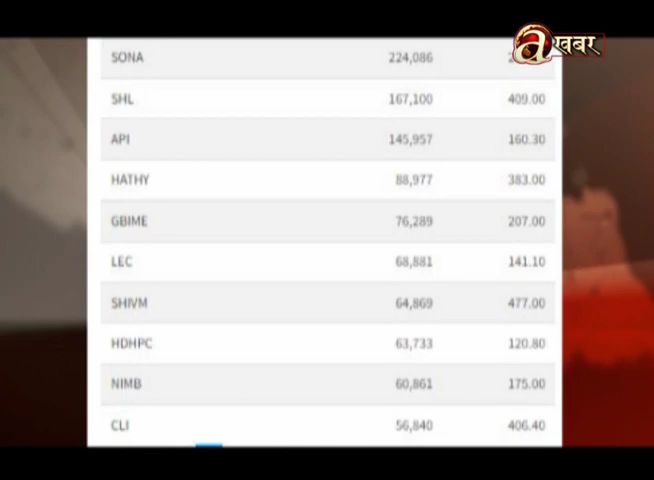 a खबर
SONA 224,086
SHL 167,100 409.00
API 145,957 160.30
HATHY 88,977 383.00
GBIME 76,289 207.00
LEC 68,881 141.10
SHIVM 64,869 477.00
HDHPC 63,733 120.80
NIMB 60,861 175.00
CLI 56,840 406.40